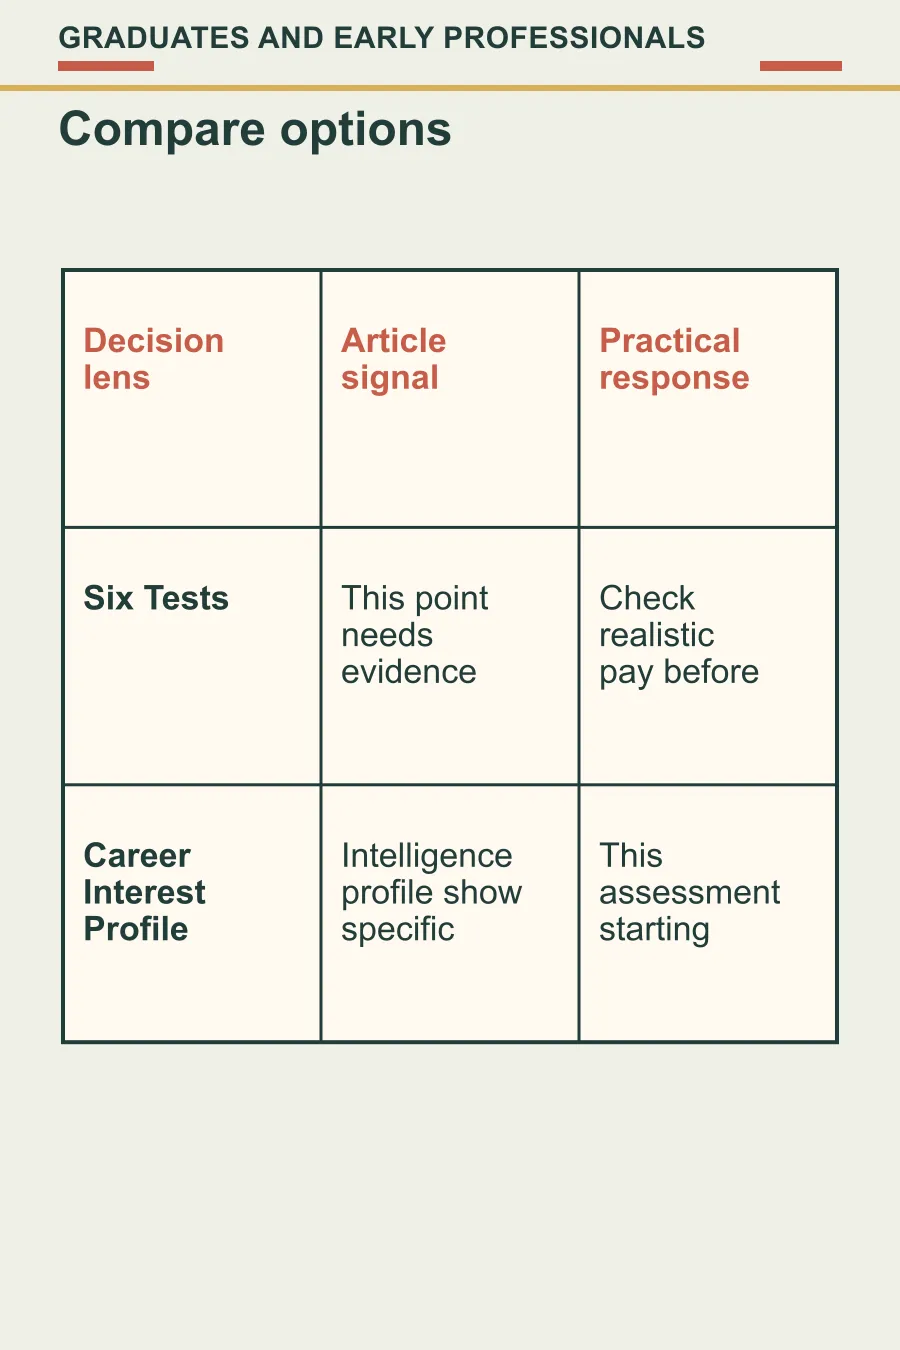 GRADUATES AND EARLY PROFESSIONALS
Compare options
Decision
lens
Article
signal
Practical
response
Six Tests
This point
needs
evidence
Check
realistic
pay before
Career
Interest
Profile
Intelligence
profile show
specific
This
assessment
starting